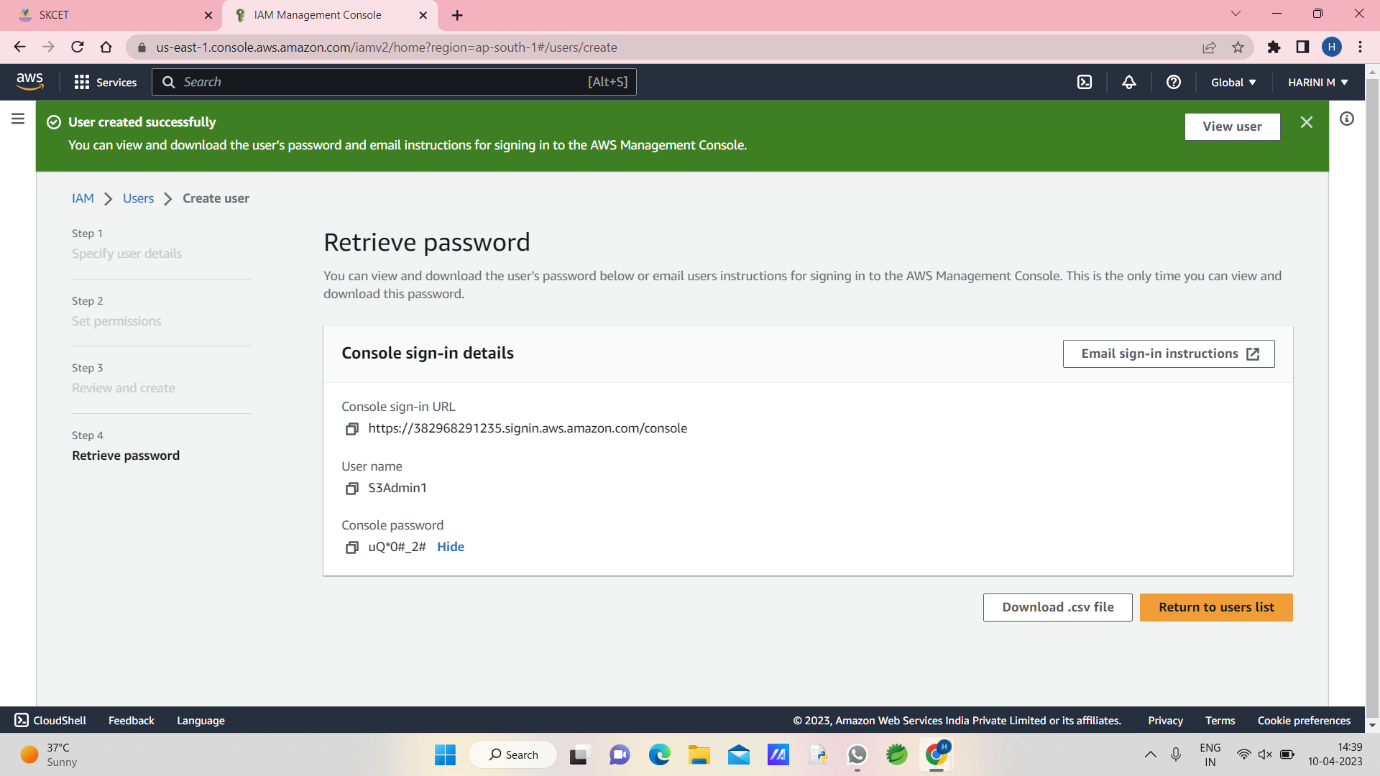 SKCET
IAM Management Console
us-east-1.console.aws.amazon.com/iamv2/home?region=ap-south-1#/users/create
H
aws
Services
Search
[Alt+S]
Global
HARINI M
User created successfully
You can view and download the user's password and email instructions for signing in to the AWS Management Console.
View user
IAM
Users
Create user
Step 1
Specify user details
Step 2
Set permissions
Step 3
Review and create
Step 4
Retrieve password
Retrieve password
You can view and download the user's password below or email users instructions for signing in to the AWS Management Console. This is the only time you can view and
download this password.
Console sign-in details
Email sign-in instructions
Console sign-in URL
https://382968291235.signin.aws.amazon.com/console
User name
S3Admin1
Console password
uQ*0#_2#
Hide
Download .csv file
Return to users list
CloudShell
Feedback
Language
© 2023, Amazon Web Services India Private Limited or its affiliates.
Privacy
Terms
Cookie preferences
37°C
Sunny
Search
H
ENG
IN
14:39
10-04-2023